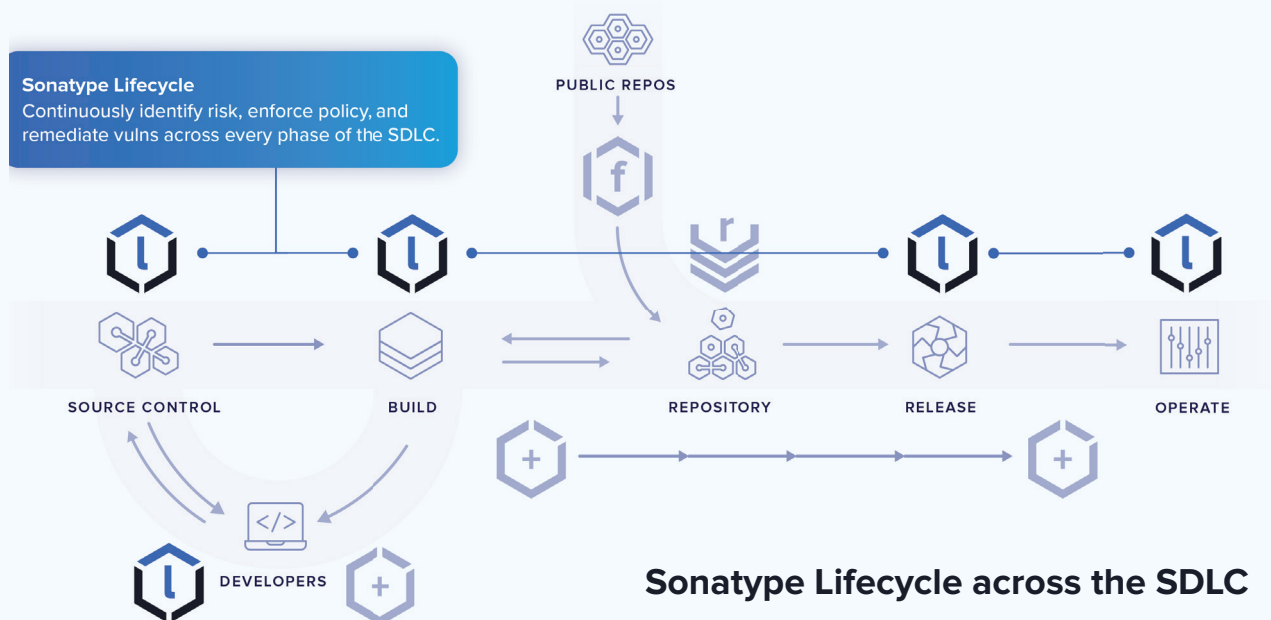 PUBLIC REPOS
Sonatype Lifecycle
Continuously identify risk, enforce policy, and
remediate vulns across every phase of the SDLC.
f
r
l
l
l
l
SOURCE CONTROL
BUILD
REPOSITORY
RELEASE
OPERATE
+
+
</>
l
DEVELOPERS
+
Sonatype Lifecycle across the SDLC